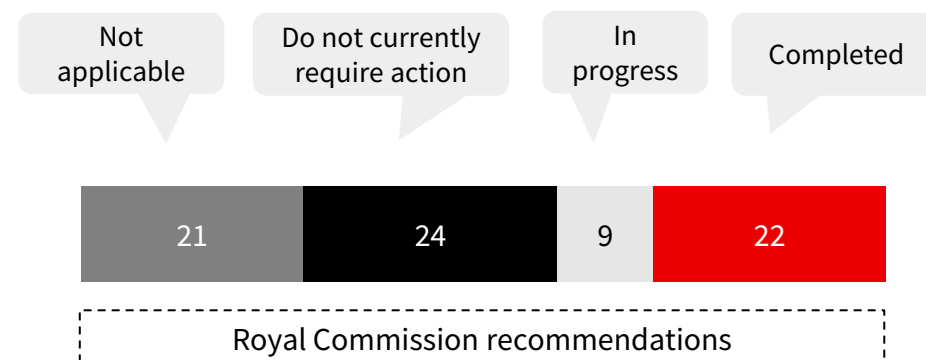 Not
applicable
Do not currently
require action
In
progress
Completed
21
24
9
22
Royal Commission recommendations